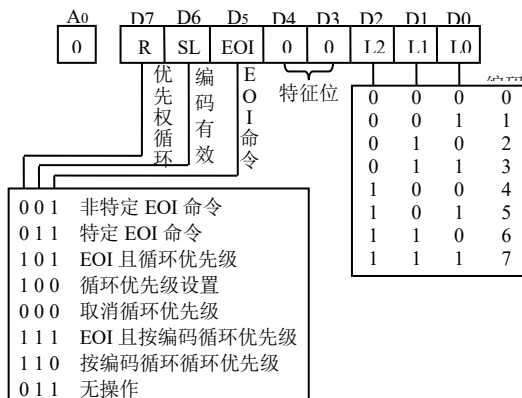 A0 D7 D6 D5 D4 D3 D2 D1 D0
0 R SL EOI 0 0 L2 L1 L0
优先权循环
编码有效
EOI命令
特征位
编码
0 0 0 0
0 0 1 1
0 1 0 2
0 1 1 3
1 0 0 4
1 0 1 5
1 1 0 6
1 1 1 7
0 0 1 非特定 EOI 命令
0 1 1 特定 EOI 命令
1 0 1 EOI 且循环优先级
1 0 0 循环优先级设置
0 0 0 取消循环优先级
1 1 1 EOI 且按编码循环优先级
1 1 0 按编码循环循环优先级
0 1 1 无操作